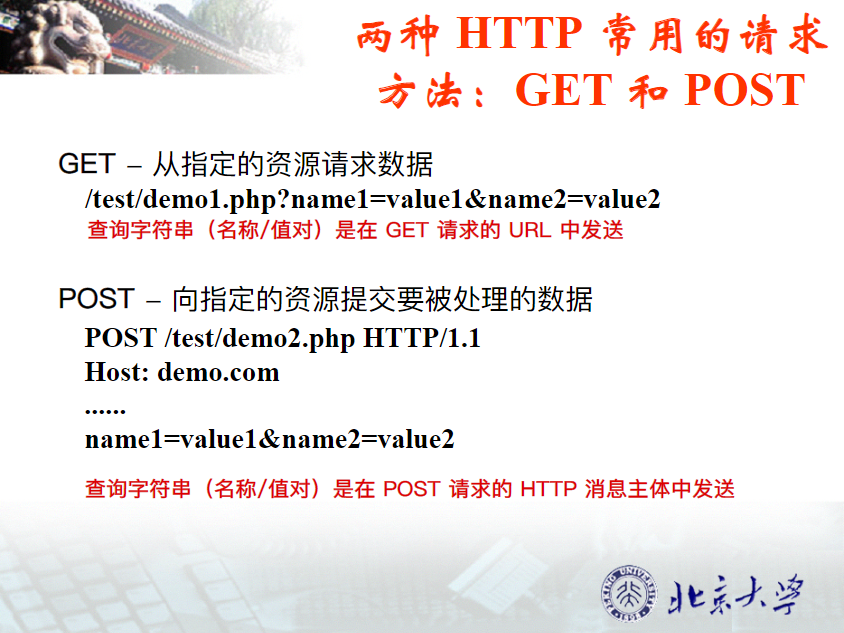 两种 HTTP 常用的请求
方法：GET 和 POST
GET – 从指定的资源请求数据
/test/demo1.php?name1=value1&name2=value2
查询字符串（名称/值对）是在 GET 请求的 URL 中发送
POST – 向指定的资源提交要被处理的数据
POST /test/demo2.php HTTP/1.1
Host: demo.com
......
name1=value1&name2=value2
查询字符串（名称/值对）是在 POST 请求的 HTTP 消息主体中发送
北京大学